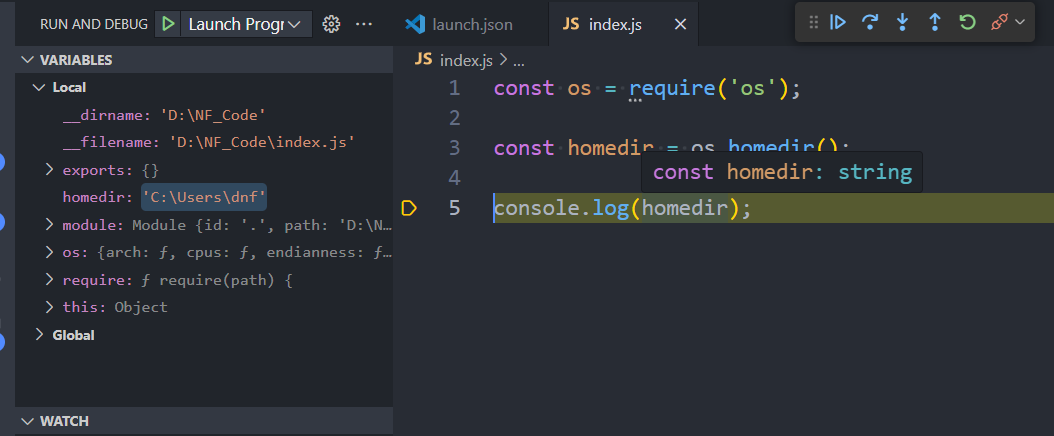 RUN AND DEBUG Launch Progr
launch.json
JS index.js
VARIABLES
Local
__dirname: 'D:\NF_Code'
__filename: 'D:\NF_Code\index.js'
exports: {}
homedir: 'C:\Users\dnf'
module: Module {id: '.', path: 'D:\N…
os: {arch: ƒ, cpus: ƒ, endianness: ƒ…
require: ƒ require(path) {
this: Object
Global
WATCH
JS index.js > ...
1 const os = require('os');
2
3 const homedir = os.homedir();
const homedir: string
4
5 console.log(homedir);